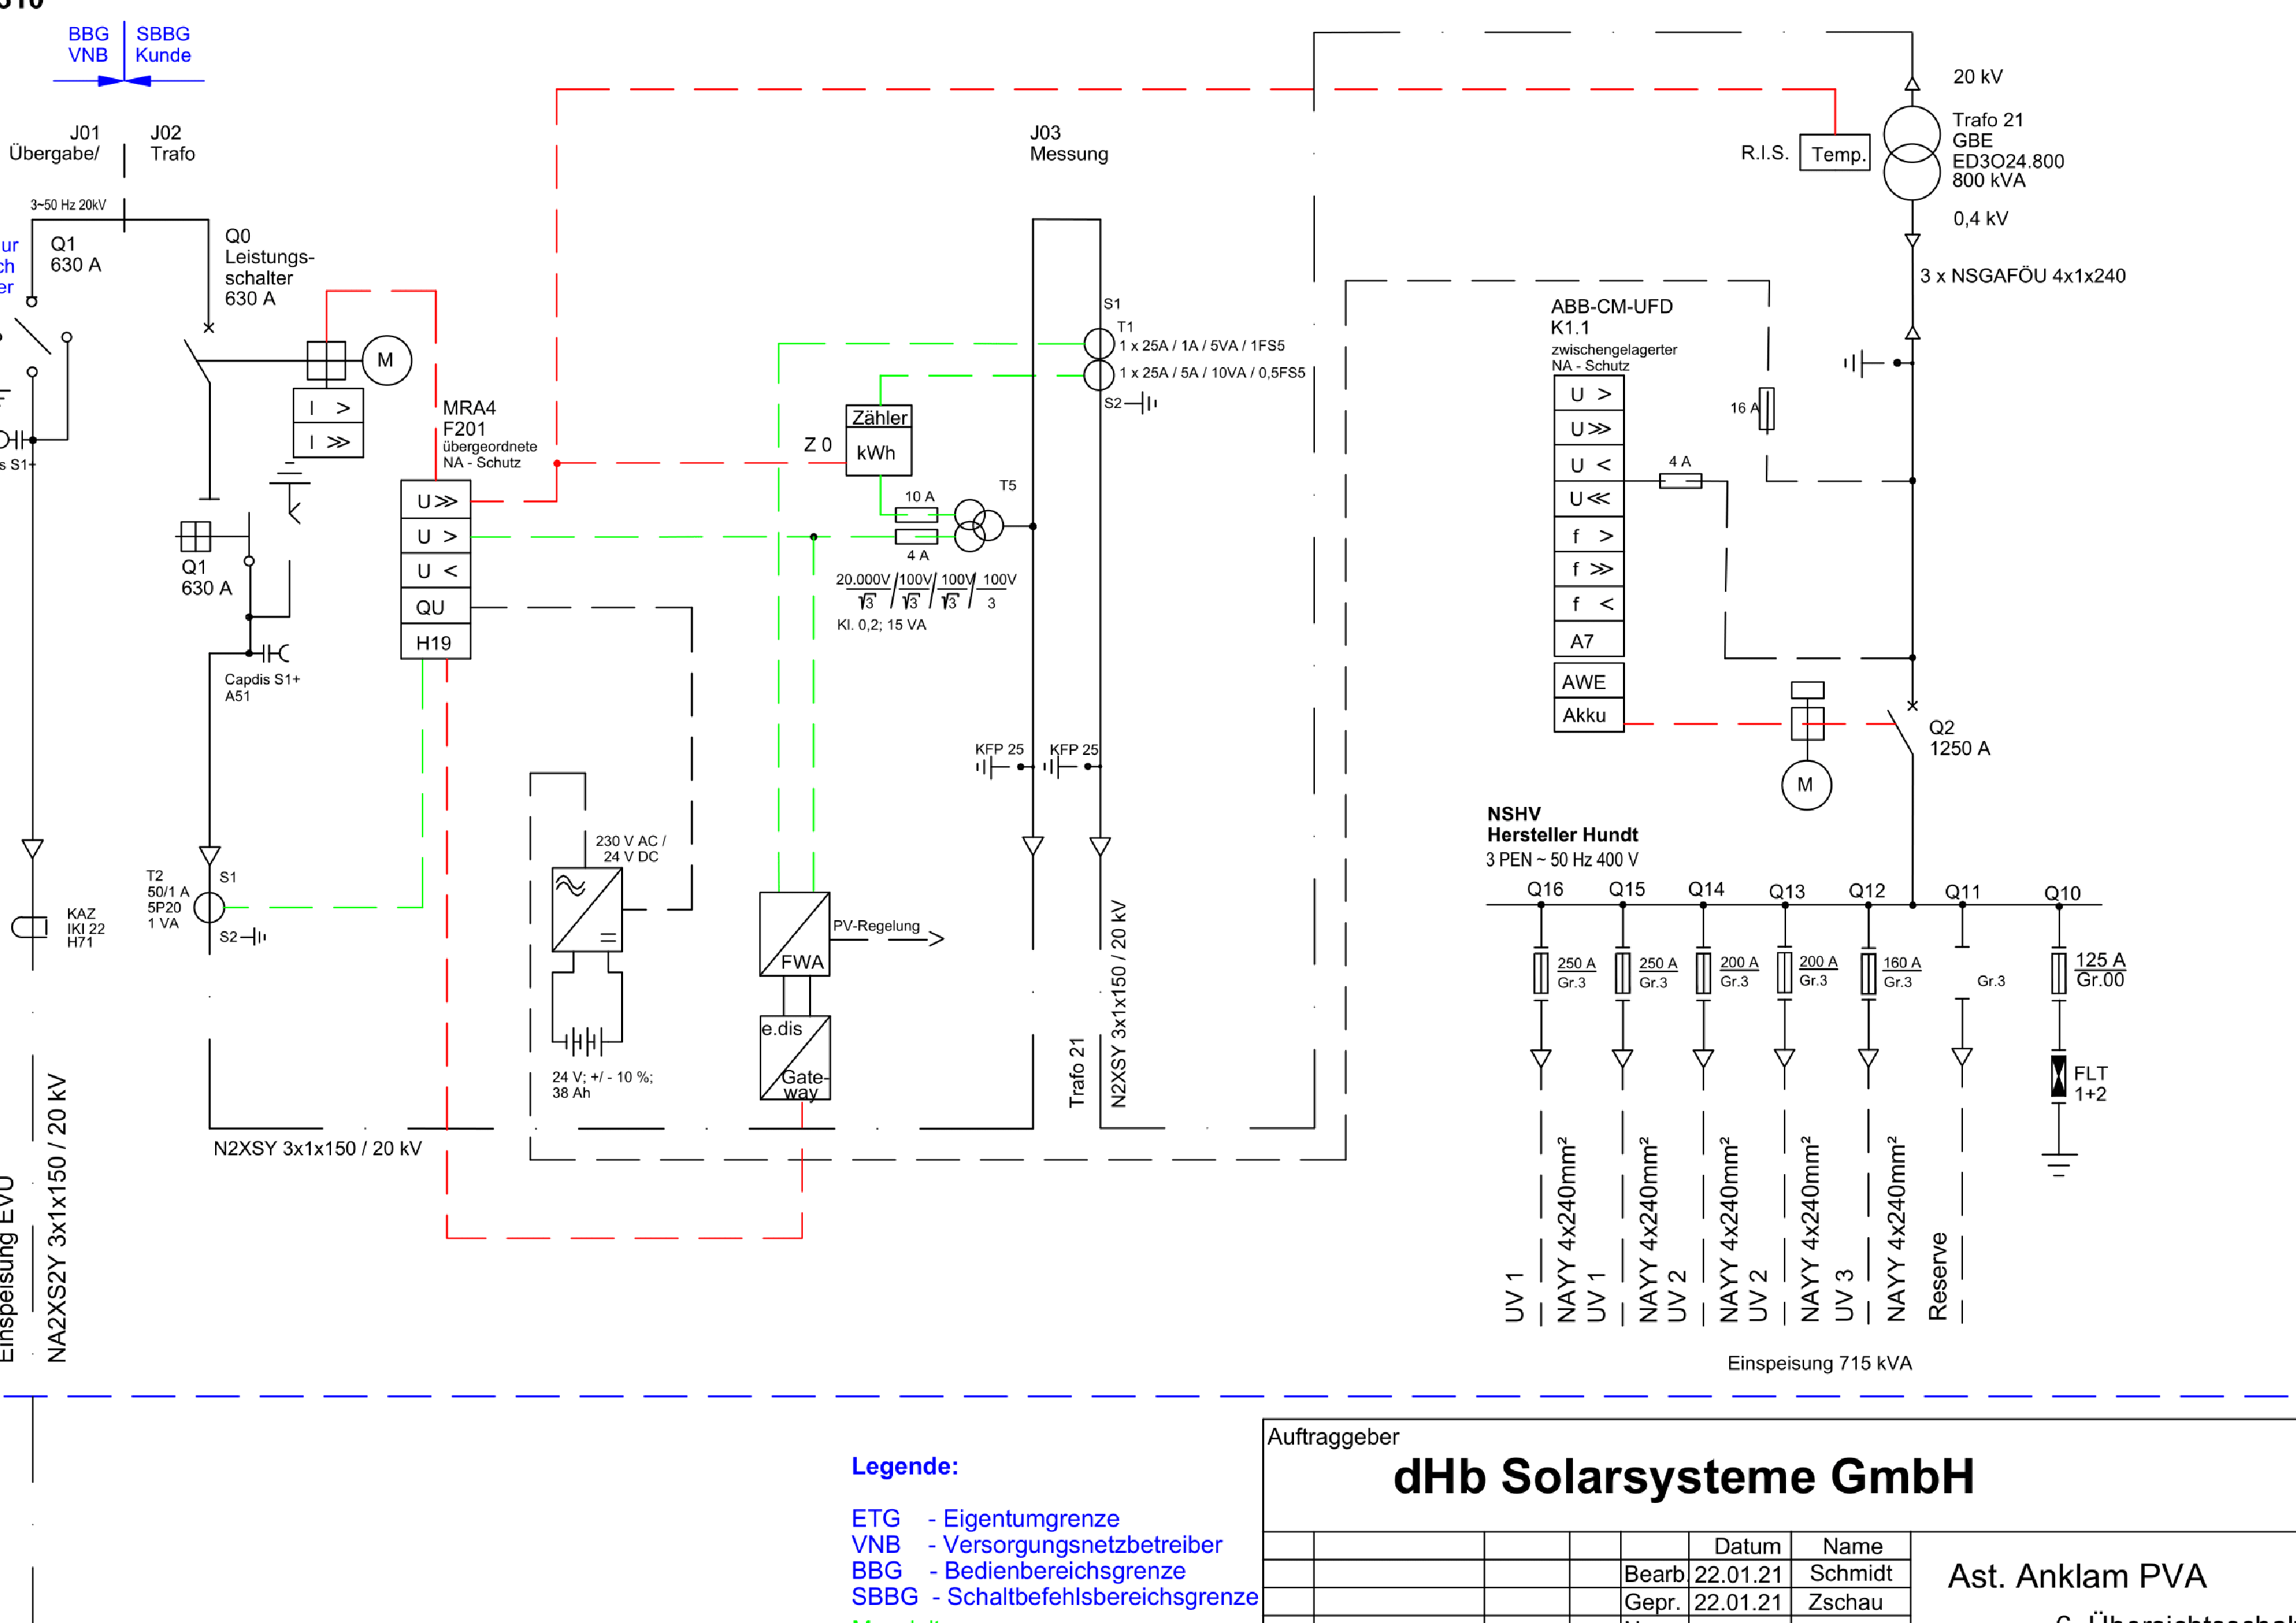 BBG
VNB
SBBG
Kunde
J01
Übergabe/
J02
Trafo
3~50 Hz 20kV
Q1
630 A
Q0
Leistungs-
schalter
630 A
M
I >
I ≫
MRA4
F201
übergeordnete
NA - Schutz
U≫
U >
U <
QU
H19
Q1
630 A
Capdis S1+
A51
T2
50/1 A
5P20
1 VA
S1
S2
KAZ
IKI 22
H71
Einspeisung EVU
NA2XS2Y 3x1x150 / 20 kV
N2XSY 3x1x150 / 20 kV
230 V AC /
24 V DC
24 V; +/ - 10 %;
38 Ah
J03
Messung
S1
T1
1 x 25A / 1A / 5VA / 1FS5
1 x 25A / 5A / 10VA / 0,5FS5
S2
Z 0
Zähler
kWh
10 A
4 A
T5
20.000V/√3 / 100V/√3 / 100V/√3 / 100V/3
Kl. 0,2; 15 VA
KFP 25
KFP 25
PV-Regelung
FWA
e.dis
Gate-
way
Trafo 21
N2XSY 3x1x150 / 20 kV
R.I.S.
Temp.
20 kV
Trafo 21
GBE
ED3O24.800
800 kVA
0,4 kV
3 x NSGAFÖU 4x1x240
ABB-CM-UFD
K1.1
zwischengelagerter
NA - Schutz
U >
U≫
U <
U≪
f >
f ≫
f <
A7
AWE
Akku
16 A
4 A
Q2
1250 A
M
NSHV
Hersteller Hundt
3 PEN ~ 50 Hz 400 V
Q16
Q15
Q14
Q13
Q12
Q11
Q10
250 A
Gr.3
250 A
Gr.3
200 A
Gr.3
200 A
Gr.3
160 A
Gr.3
Gr.3
125 A
Gr.00
FLT
1+2
UV 1
NAYY 4x240mm²
UV 1
NAYY 4x240mm²
UV 2
NAYY 4x240mm²
UV 2
NAYY 4x240mm²
UV 3
NAYY 4x240mm²
Reserve
Einspeisung 715 kVA
Legende:
ETG - Eigentumgrenze
VNB - Versorgungsnetzbetreiber
BBG - Bedienbereichsgrenze
SBBG - Schaltbefehlsbereichsgrenze
Auftraggeber
dHb Solarsysteme GmbH
Datum Name
Bearb. 22.01.21 Schmidt
Gepr. 22.01.21 Zschau
Ast. Anklam PVA